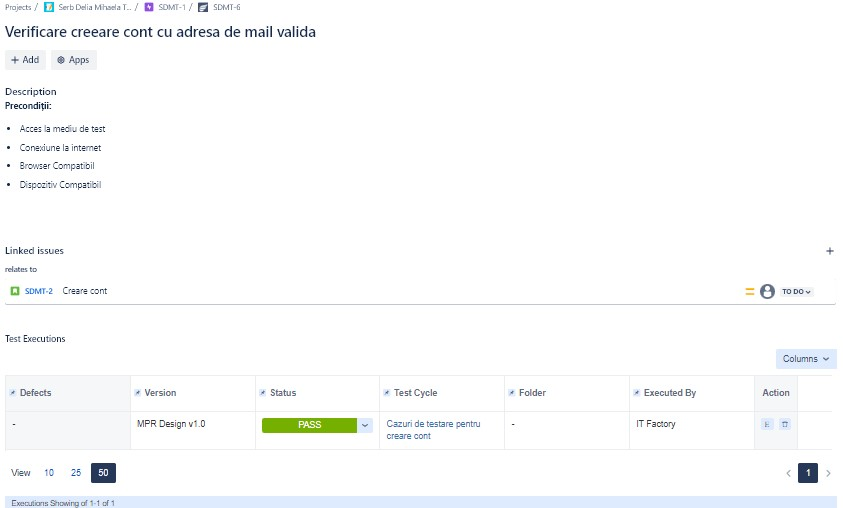 Projects / Serb Delia Mihaela T... / SDMT-1 / SDMT-6
Verificare creeare cont cu adresa de mail valida
+ Add Apps
Description
Precondiții:
• Acces la mediu de test
• Conexiune la internet
• Browser Compatibil
• Dispozitiv Compatibil
Linked issues +
relates to
SDMT-2 Creare cont TO DO
Test Executions
Columns
Defects Version Status Test Cycle Folder Executed By Action
- MPR Design v1.0 PASS Cazuri de testare pentru - IT Factory E
creare cont
View 10 25 50 < 1 >
Executions Showing of 1-1 of 1